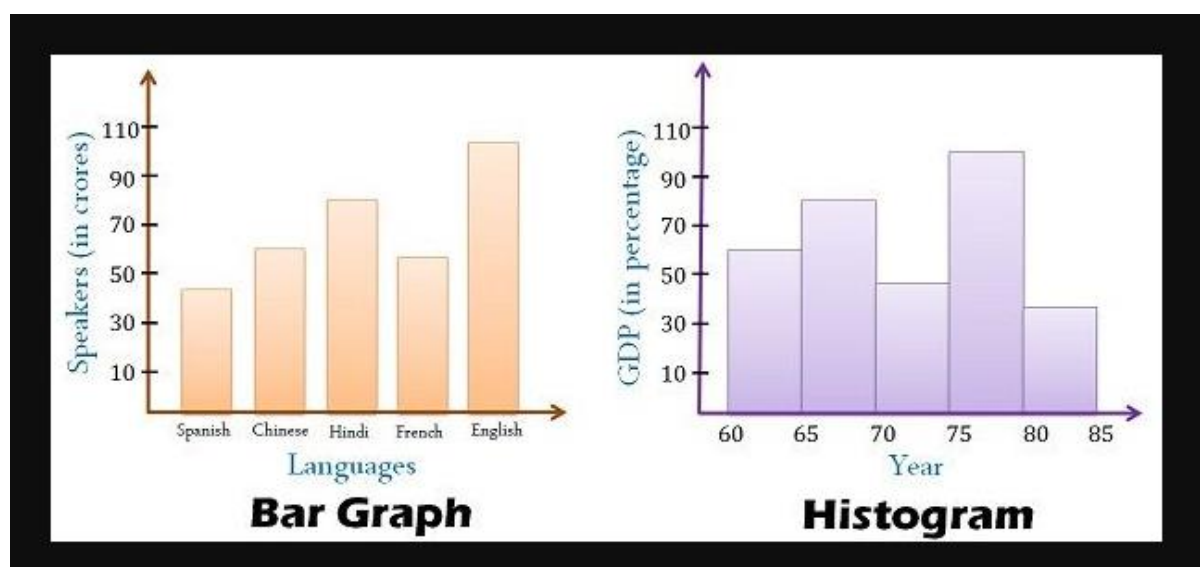 Speakers (in crores)
110
90
70
50
30
10
Spanish Chinese Hindi French English
Languages
Bar Graph
GDP (in percentage)
110
90
70
50
30
10
60 65 70 75 80 85
Year
Histogram